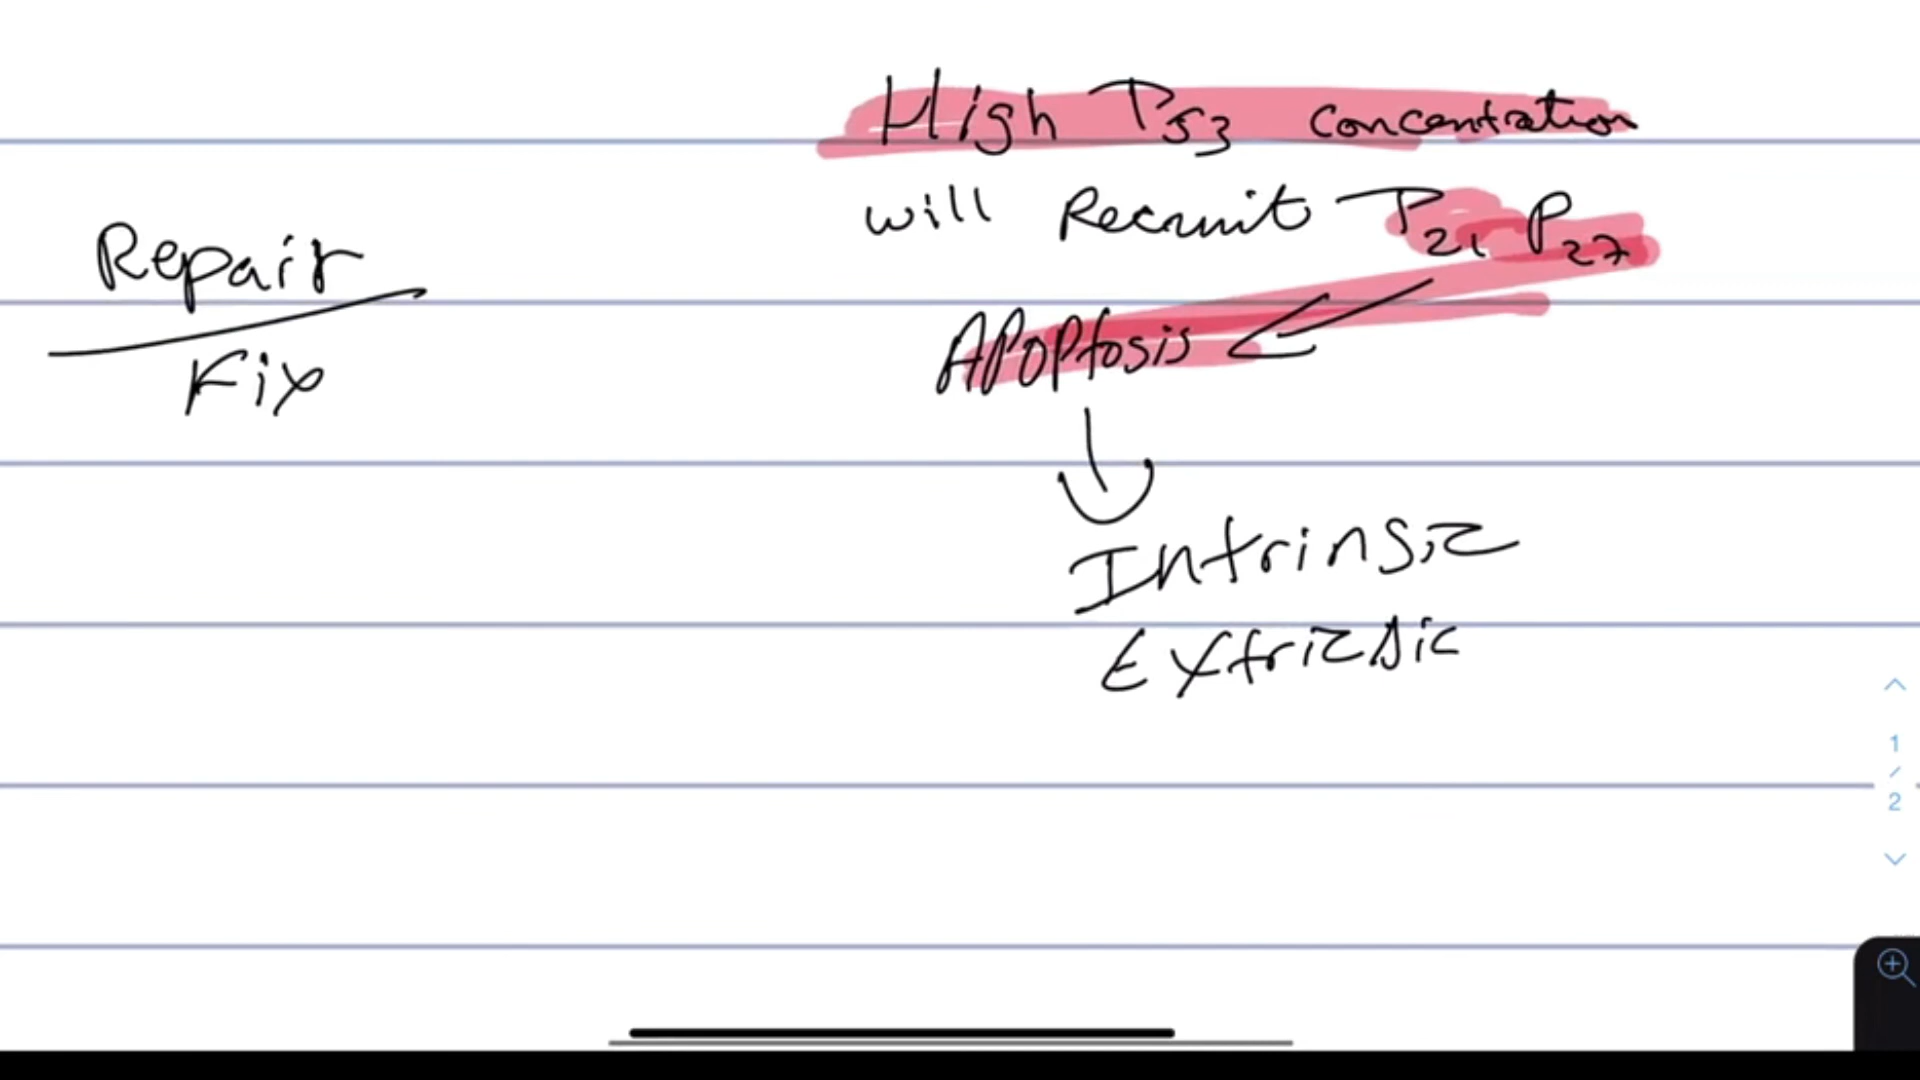 High P53 concentration
will Recruit P21 P27
Repair
Fix
Apoptosis
Intrinsic
Extrinsic
1
/
2